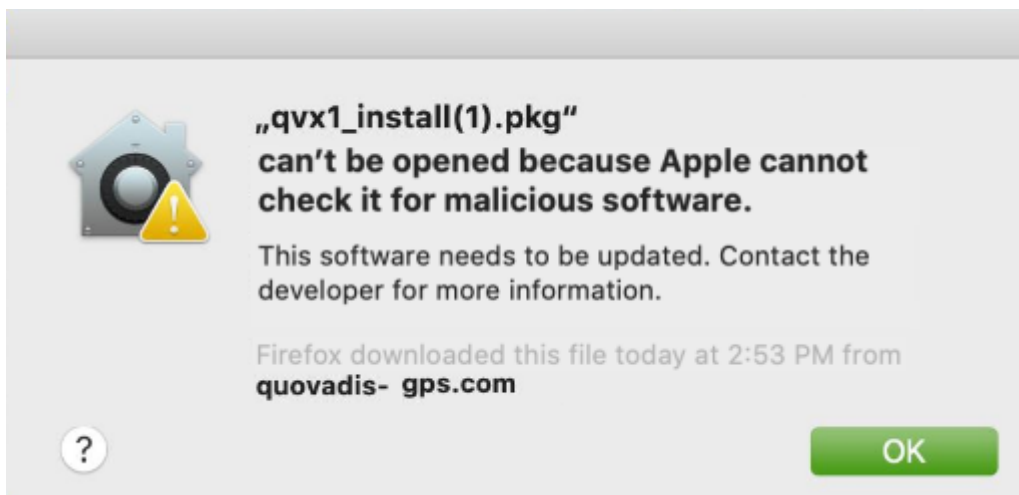 „qvx1_install(1).pkg“
can’t be opened because Apple cannot
check it for malicious software.
This software needs to be updated. Contact the
developer for more information.
Firefox downloaded this file today at 2:53 PM from
quovadis- gps.com
?
OK